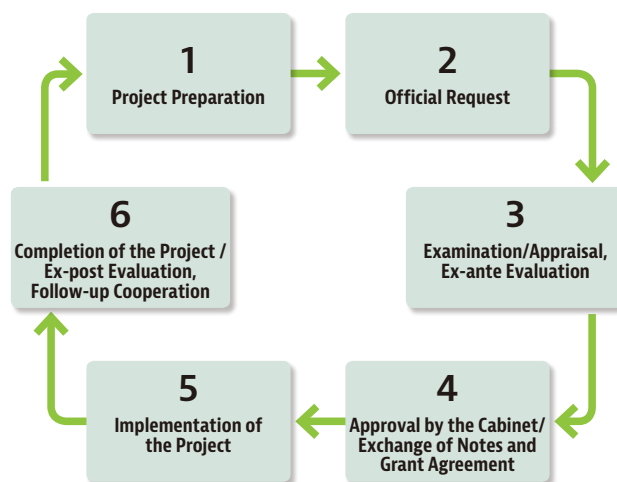 1
Project Preparation
2
Official Request
3
Examination/Appraisal,
Ex-ante Evaluation
4
Approval by the Cabinet/
Exchange of Notes and
Grant Agreement
5
Implementation of
the Project
6
Completion of the Project /
Ex-post Evaluation,
Follow-up Cooperation